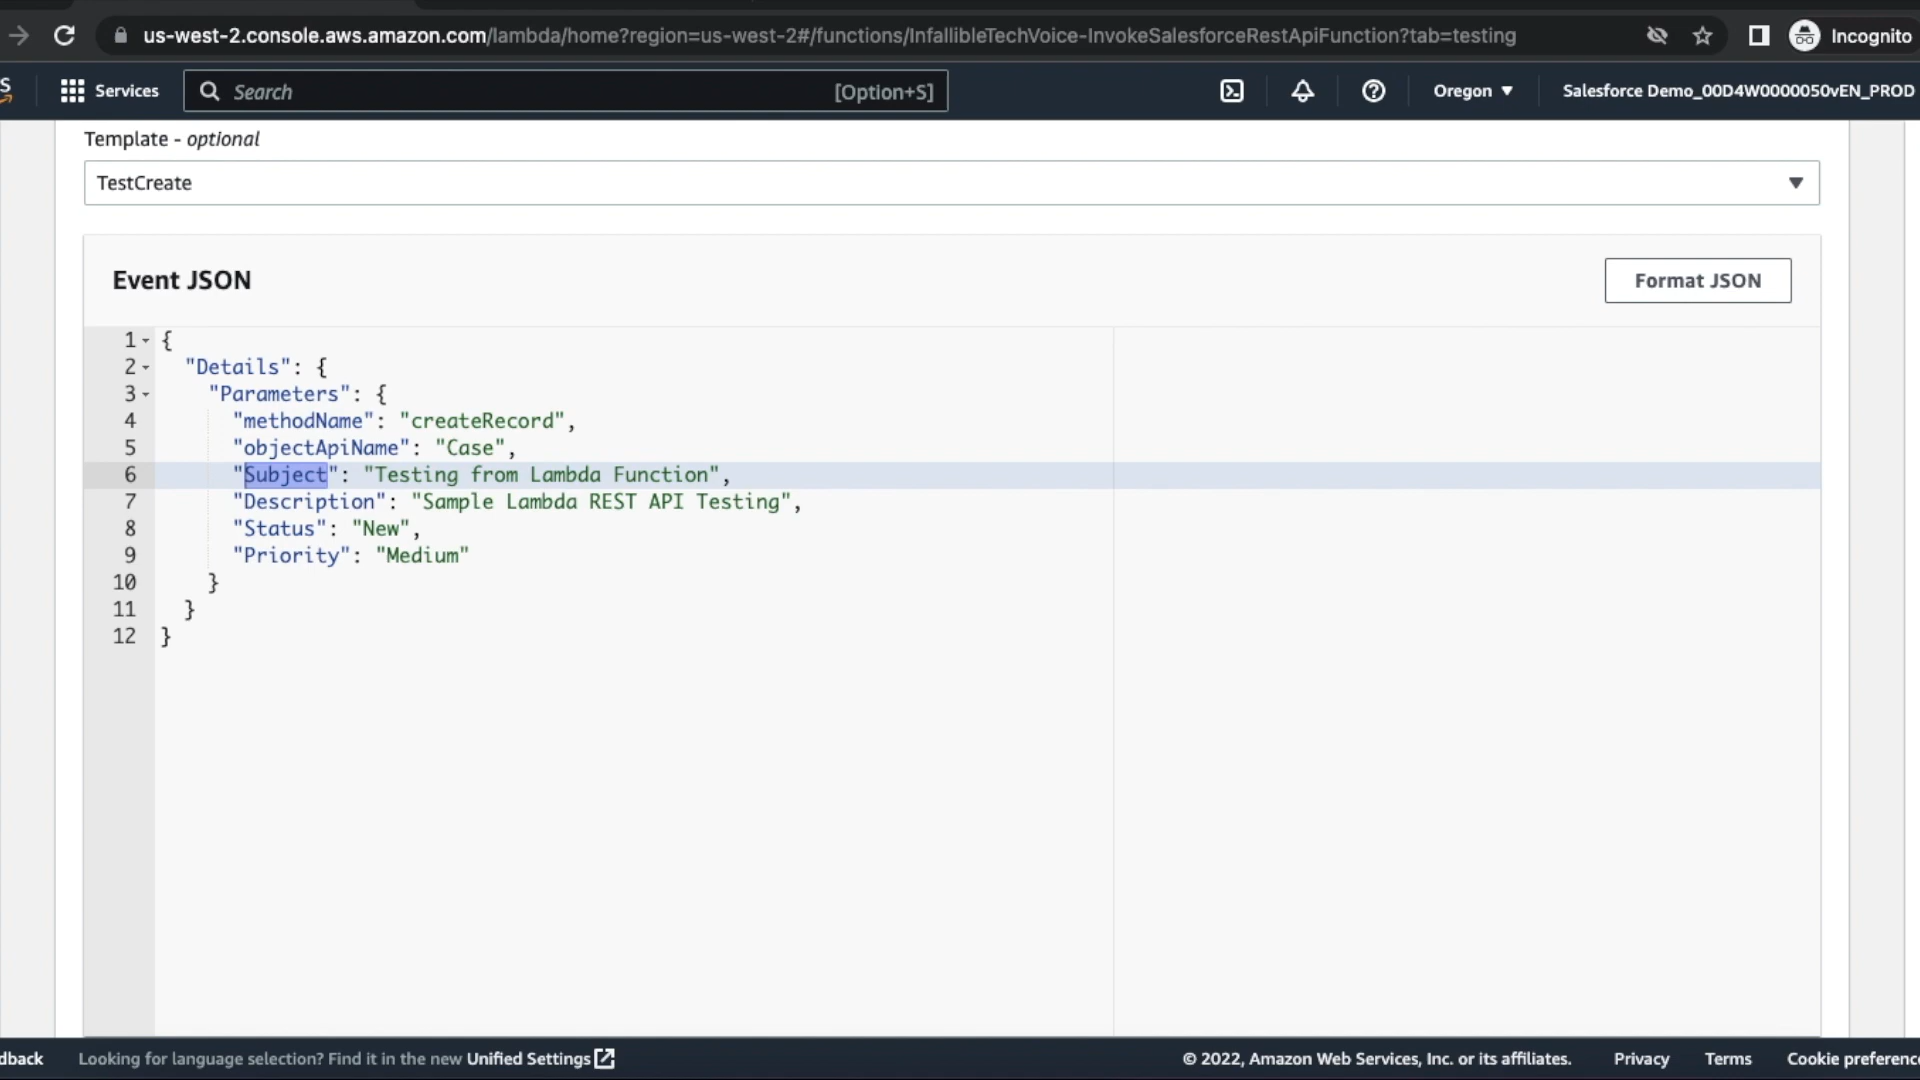 us-west-2.console.aws.amazon.com/lambda/home?region=us-west-2#/functions/InfallibleTechVoice-InvokeSalesforceRestApiFunction?tab=testing
Incognito
Services
Search
[Option+S]
Oregon ▼
Salesforce Demo_00D4W0000050vEN_PROD
Template - optional
TestCreate
Event JSON
Format JSON
1 {
2 "Details": {
3 "Parameters": {
4 "methodName": "createRecord",
5 "objectApiName": "Case",
6 "Subject": "Testing from Lambda Function",
7 "Description": "Sample Lambda REST API Testing",
8 "Status": "New",
9 "Priority": "Medium"
10 }
11 }
12 }
dback
Looking for language selection? Find it in the new Unified Settings
© 2022, Amazon Web Services, Inc. or its affiliates.
Privacy
Terms
Cookie preferenc